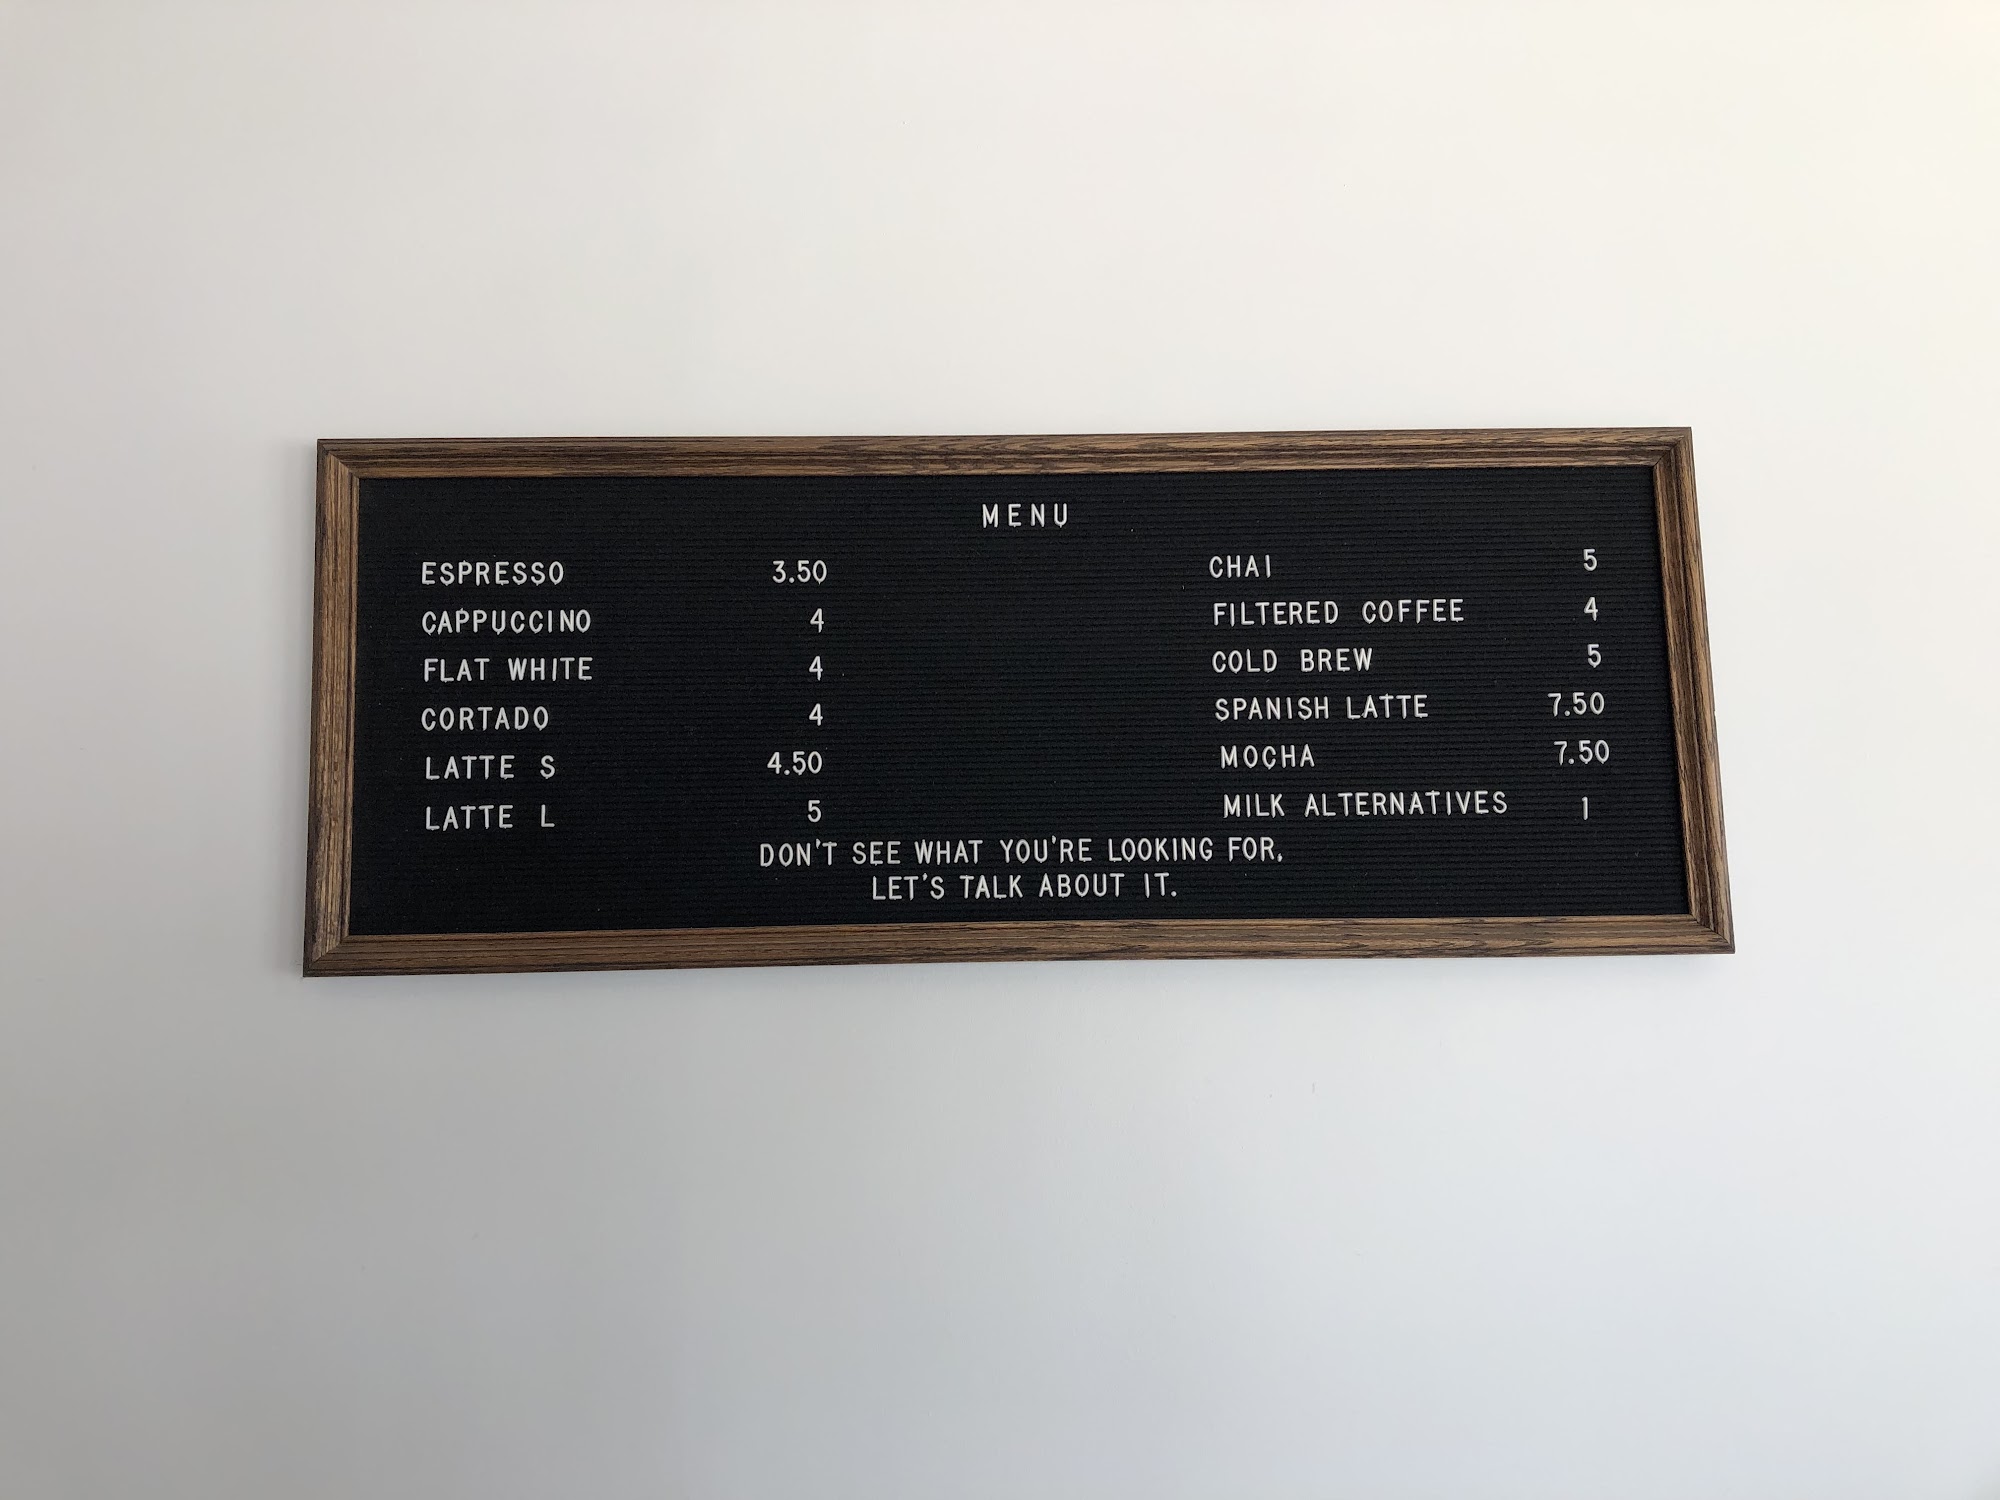 MENU
ESPRESSO 3.50
CAPPUCCINO 4
FLAT WHITE 4
CORTADO 4
LATTE S 4.50
LATTE L 5
CHAI 5
FILTERED COFFEE 4
COLD BREW 5
SPANISH LATTE 7.50
MOCHA 7.50
MILK ALTERNATIVES 1
DON'T SEE WHAT YOU'RE LOOKING FOR,
LET'S TALK ABOUT IT.